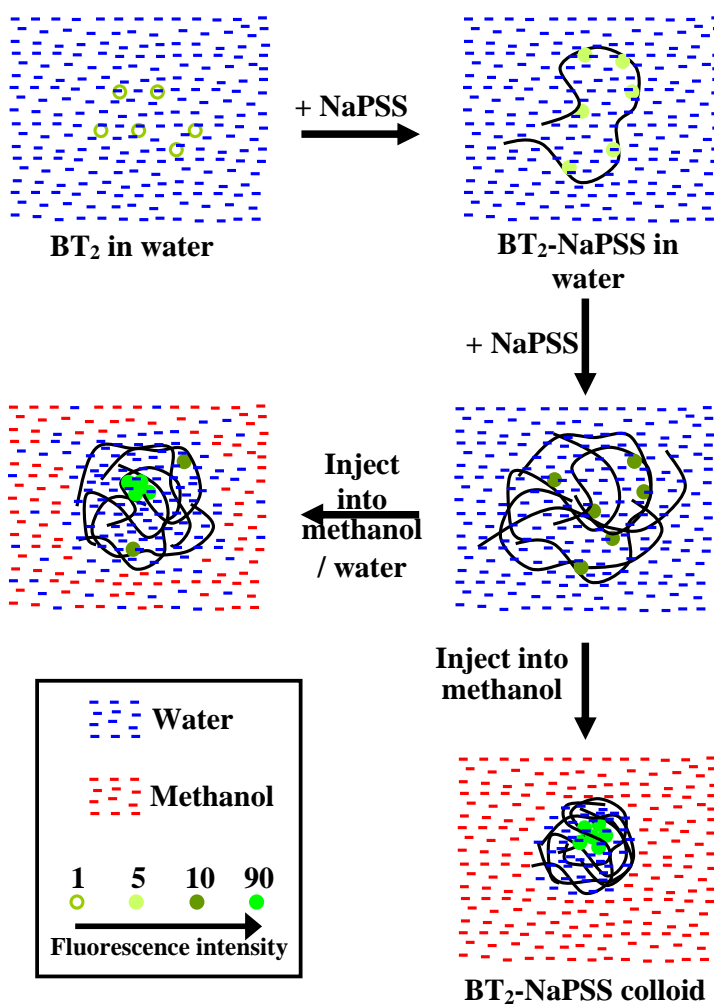 + NaPSS
BT₂ in water
BT₂-NaPSS in
water
+ NaPSS
Inject
into
methanol
/ water
Inject into
methanol
Water
Methanol
1 5 10 90
Fluorescence intensity
BT₂-NaPSS colloid